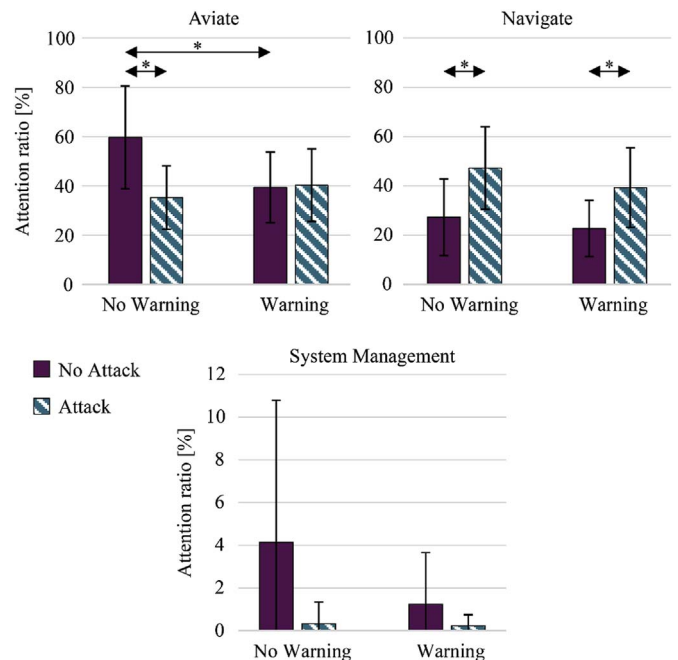 Aviate
Navigate
Attention ratio [%]
100
80
60
40
20
0
*
*
No Warning
Warning
100
80
60
40
20
0
*
*
No Warning
Warning
No Attack
Attack
System Management
Attention ratio [%]
12
10
8
6
4
2
0
No Warning
Warning